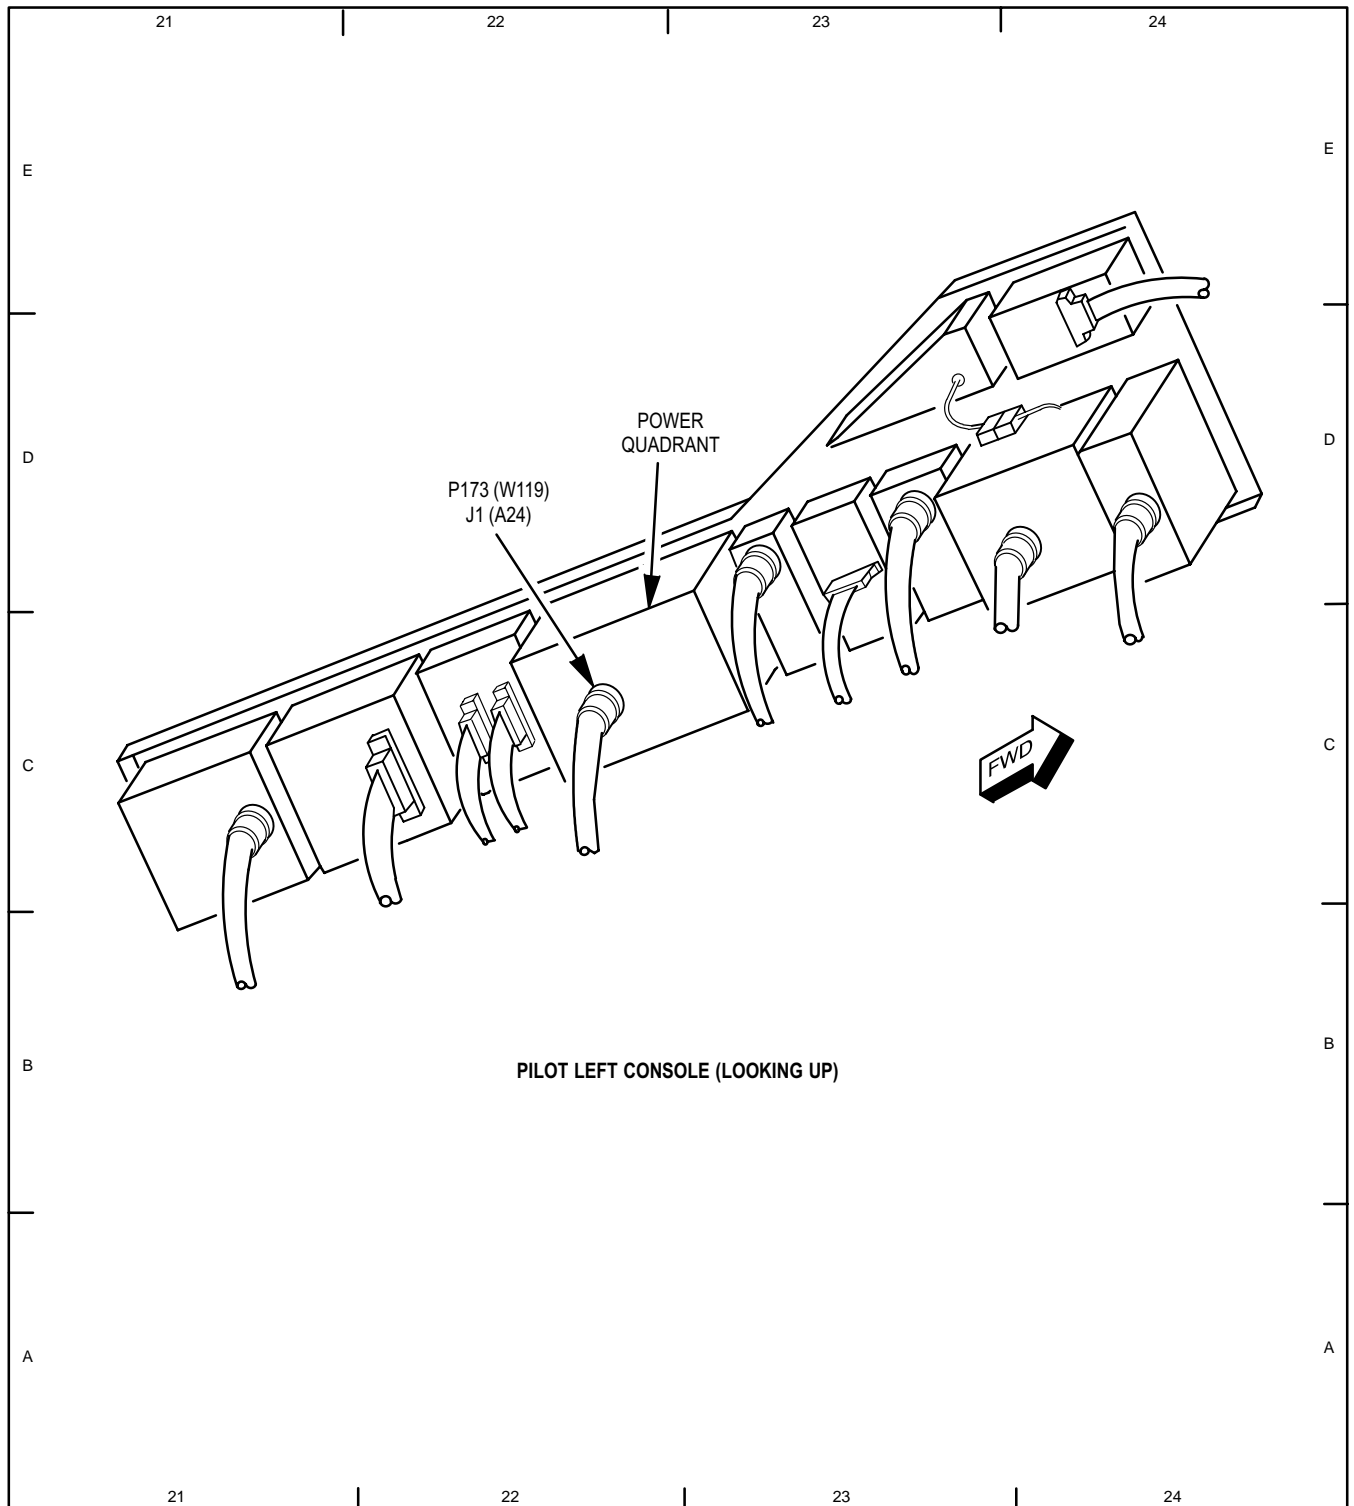 21 22 23 24
E E
POWER
QUADRANT
D D
P173 (W119)
J1 (A24)
C C
FWD
B B
PILOT LEFT CONSOLE (LOOKING UP)
A A
21 22 23 24